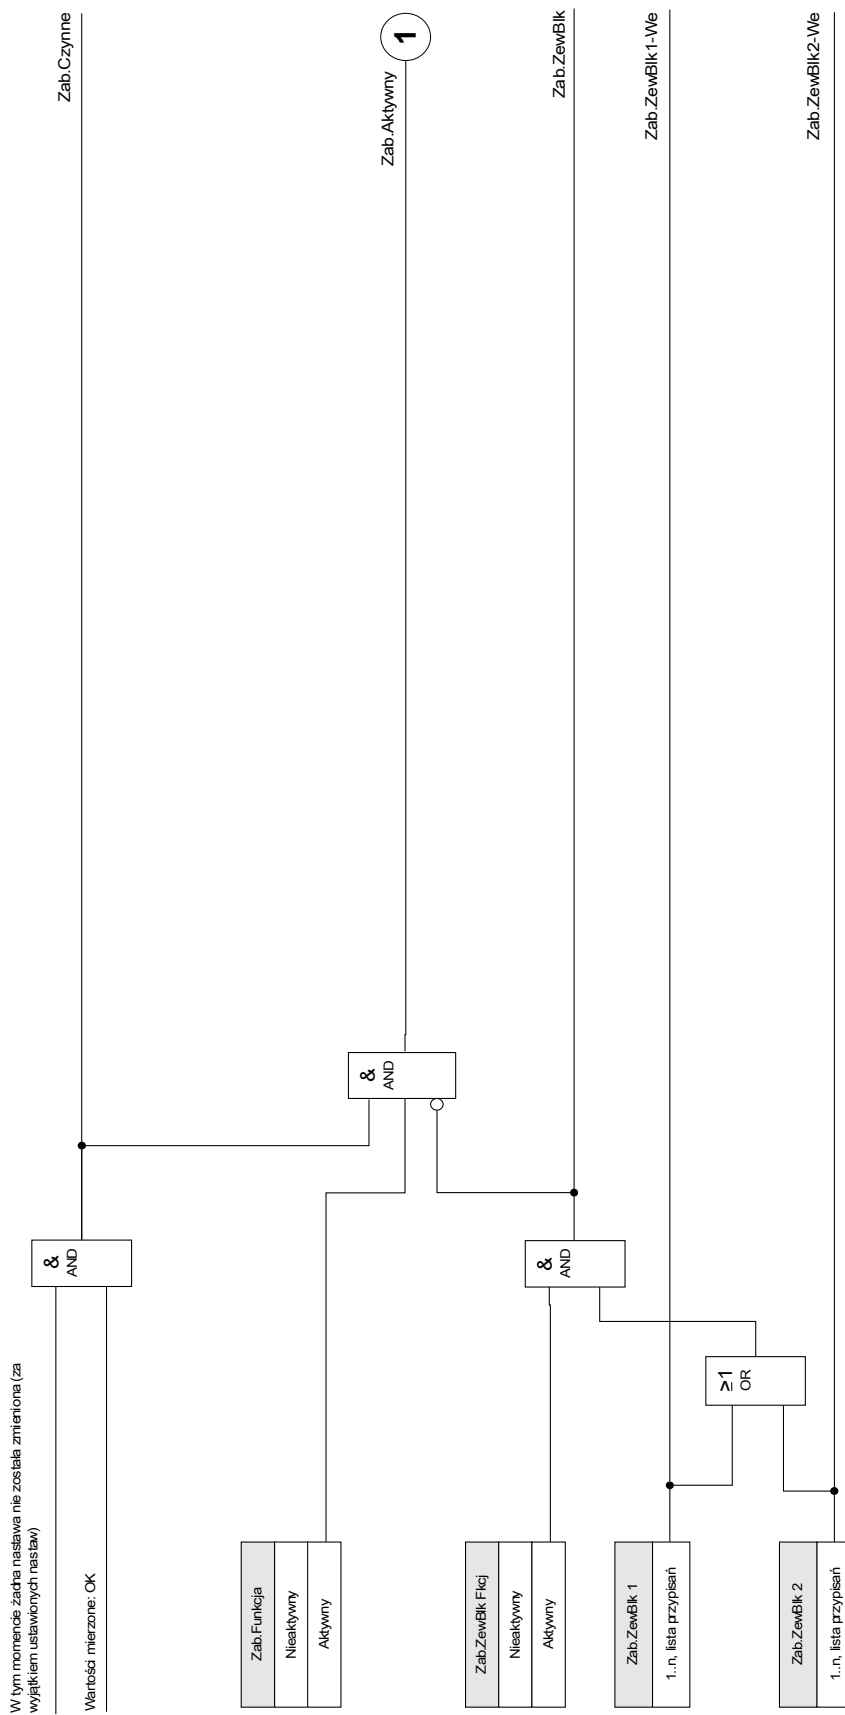 W tym momencie żadna nastawa nie została zmieniona (za
wyjątkiem ustawionych nastaw)
Wartości mierzone: OK
&
AND
Zab.Czynne
Zab.Funkcja
Nieaktywny
Aktywny
&
AND
Zab.Aktywny
1
Zab.ZewBlk Fkcj
Nieaktywny
Aktywny
&
AND
Zab.ZewBlk
Zab.ZewBlk 1
1..n, lista przypisań
Zab.ZewBlk1-We
≥1
OR
Zab.ZewBlk 2
1..n, lista przypisań
Zab.ZewBlk2-We